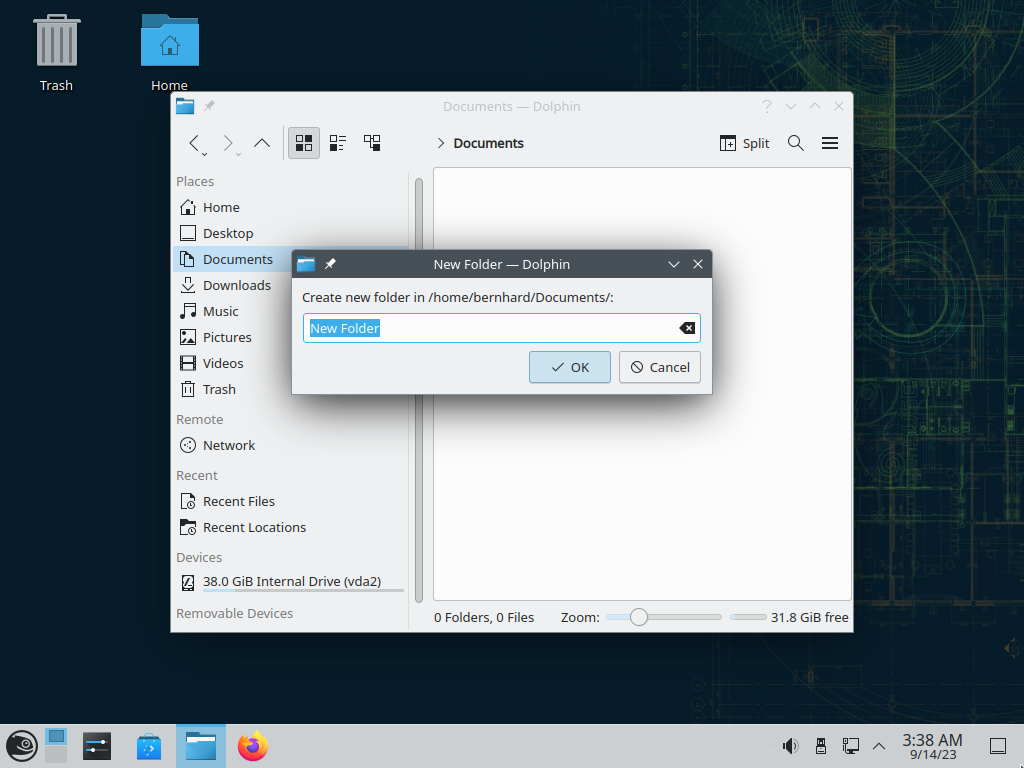 Trash
Home
Documents — Dolphin
Documents
Split
Places
Home
Desktop
Documents
Downloads
Music
Pictures
Videos
Trash
Remote
Network
Recent
Recent Files
Recent Locations
Devices
38.0 GiB Internal Drive (vda2)
Removable Devices
New Folder — Dolphin
Create new folder in /home/bernhard/Documents/:
New Folder
OK
Cancel
0 Folders, 0 Files
Zoom:
31.8 GiB free
3:38 AM
9/14/23